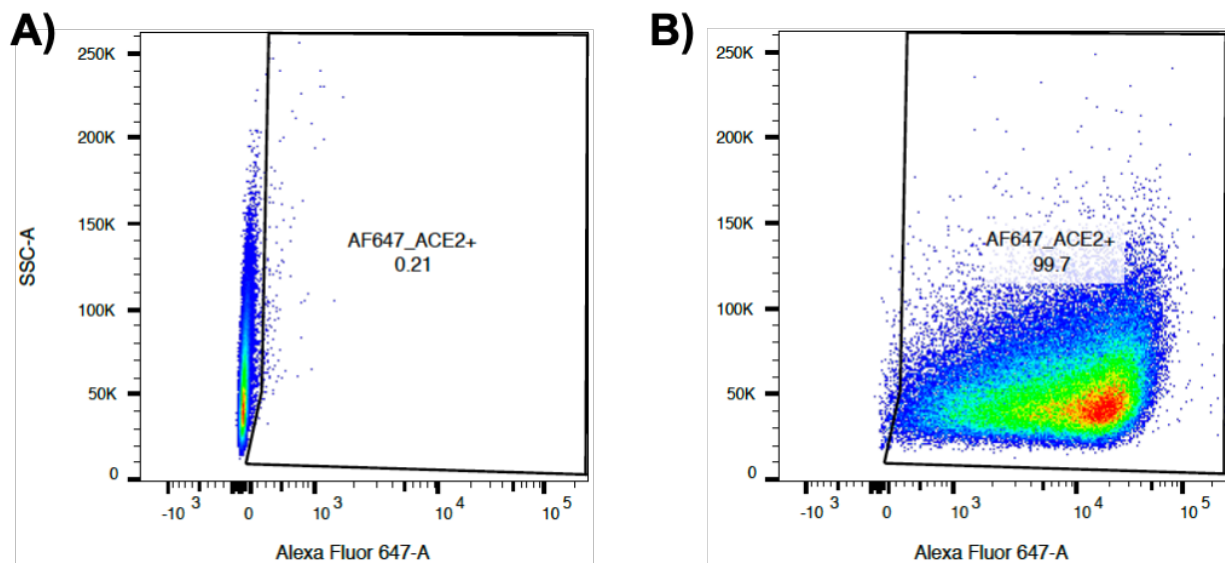 A)
250K
200K
150K
100K
50K
0
SSC-A
AF647_ACE2+
0.21
-10 3
0
10 3
10 4
10 5
Alexa Fluor 647-A
B)
250K
200K
150K
100K
50K
0
AF647_ACE2+
99.7
-10 3
0
10 3
10 4
10 5
Alexa Fluor 647-A